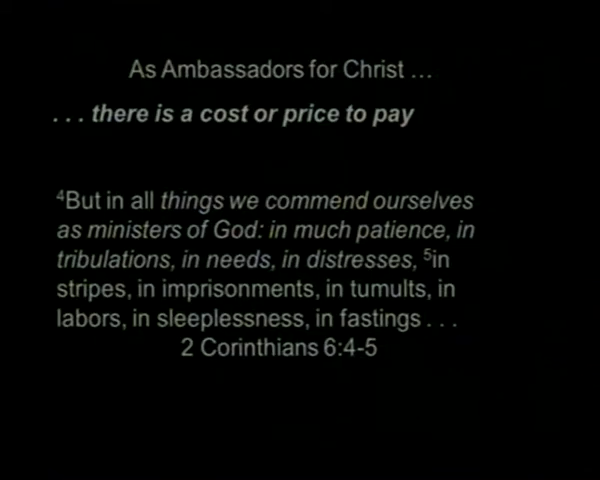 As Ambassadors for Christ ...
. . . there is a cost or price to pay
⁴But in all things we commend ourselves
as ministers of God: in much patience, in
tribulations, in needs, in distresses, ⁵in
stripes, in imprisonments, in tumults, in
labors, in sleeplessness, in fastings . . .
2 Corinthians 6:4-5